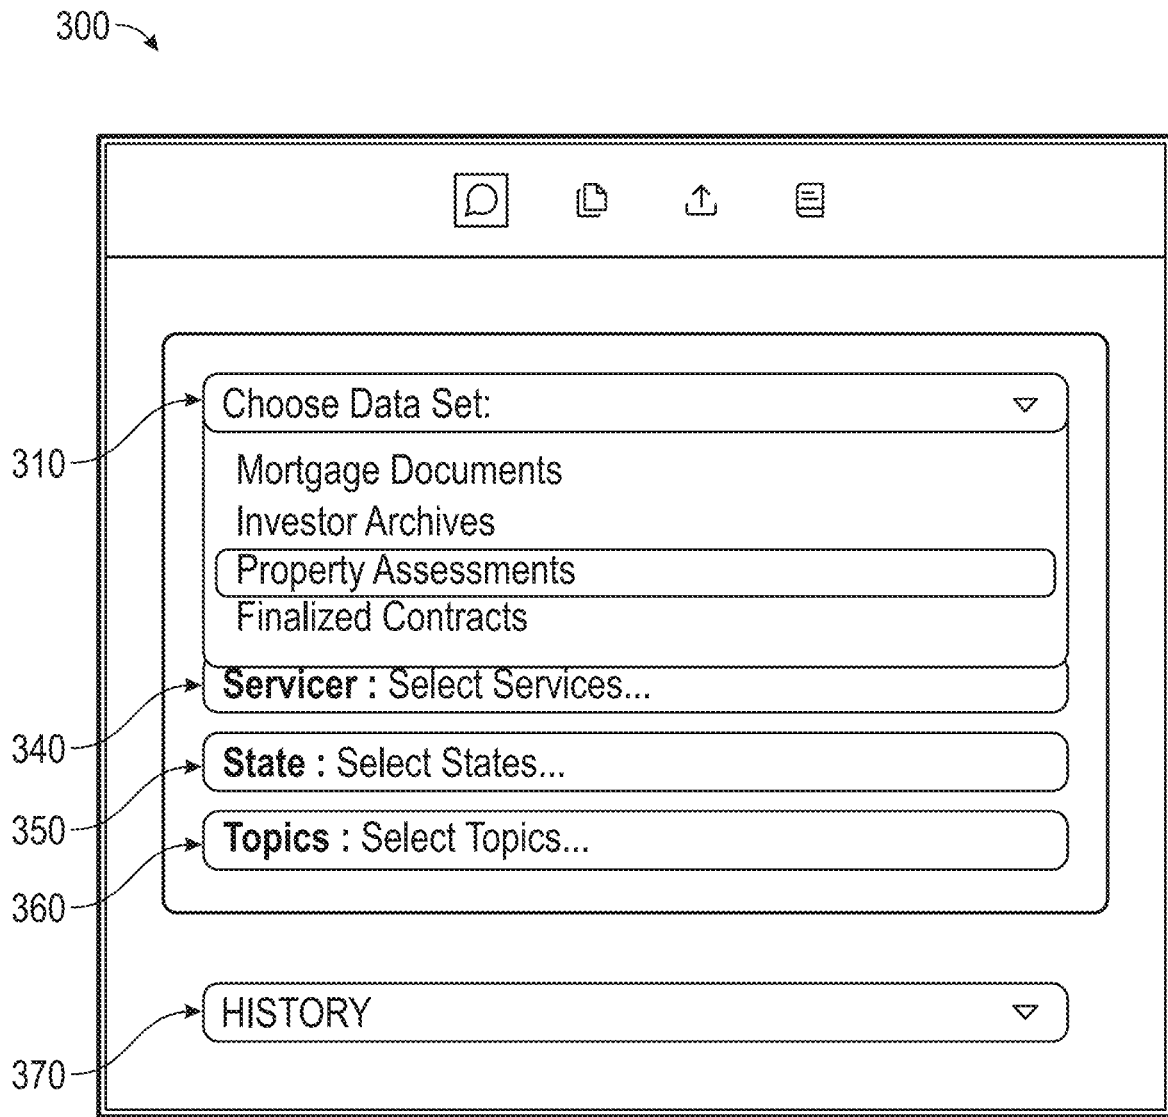 300
Choose Data Set:
310
Mortgage Documents
Investor Archives
Property Assessments
Finalized Contracts
Servicer : Select Services...
340
State : Select States...
350
Topics : Select Topics...
360
HISTORY
370